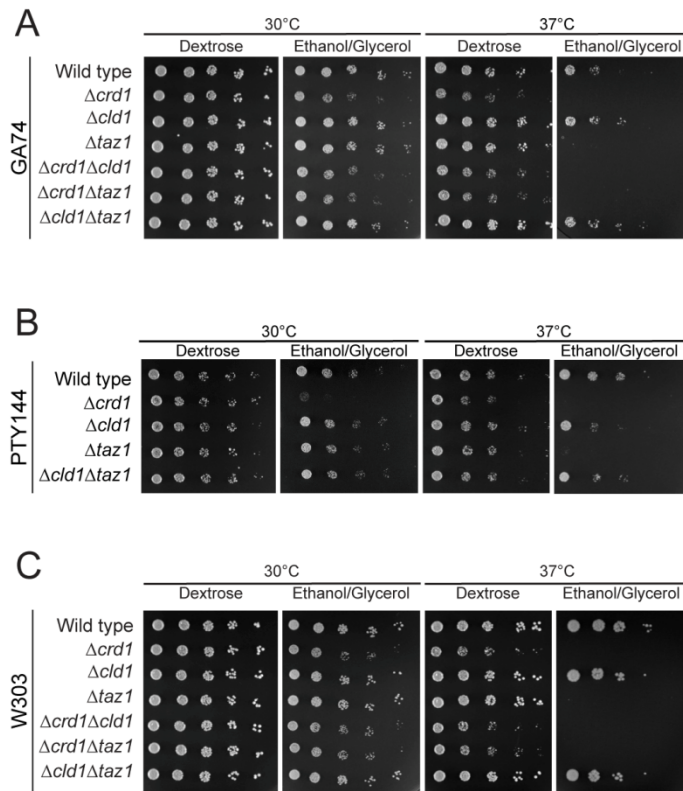 A
30°C
37°C
Dextrose
Ethanol/Glycerol
Dextrose
Ethanol/Glycerol
GA74
Wild type
Δcrd1
Δcld1
Δtaz1
Δcrd1Δcld1
Δcrd1Δtaz1
Δcld1Δtaz1
B
30°C
37°C
Dextrose
Ethanol/Glycerol
Dextrose
Ethanol/Glycerol
PTY144
Wild type
Δcrd1
Δcld1
Δtaz1
Δcld1Δtaz1
C
30°C
37°C
Dextrose
Ethanol/Glycerol
Dextrose
Ethanol/Glycerol
W303
Wild type
Δcrd1
Δcld1
Δtaz1
Δcrd1Δcld1
Δcrd1Δtaz1
Δcld1Δtaz1